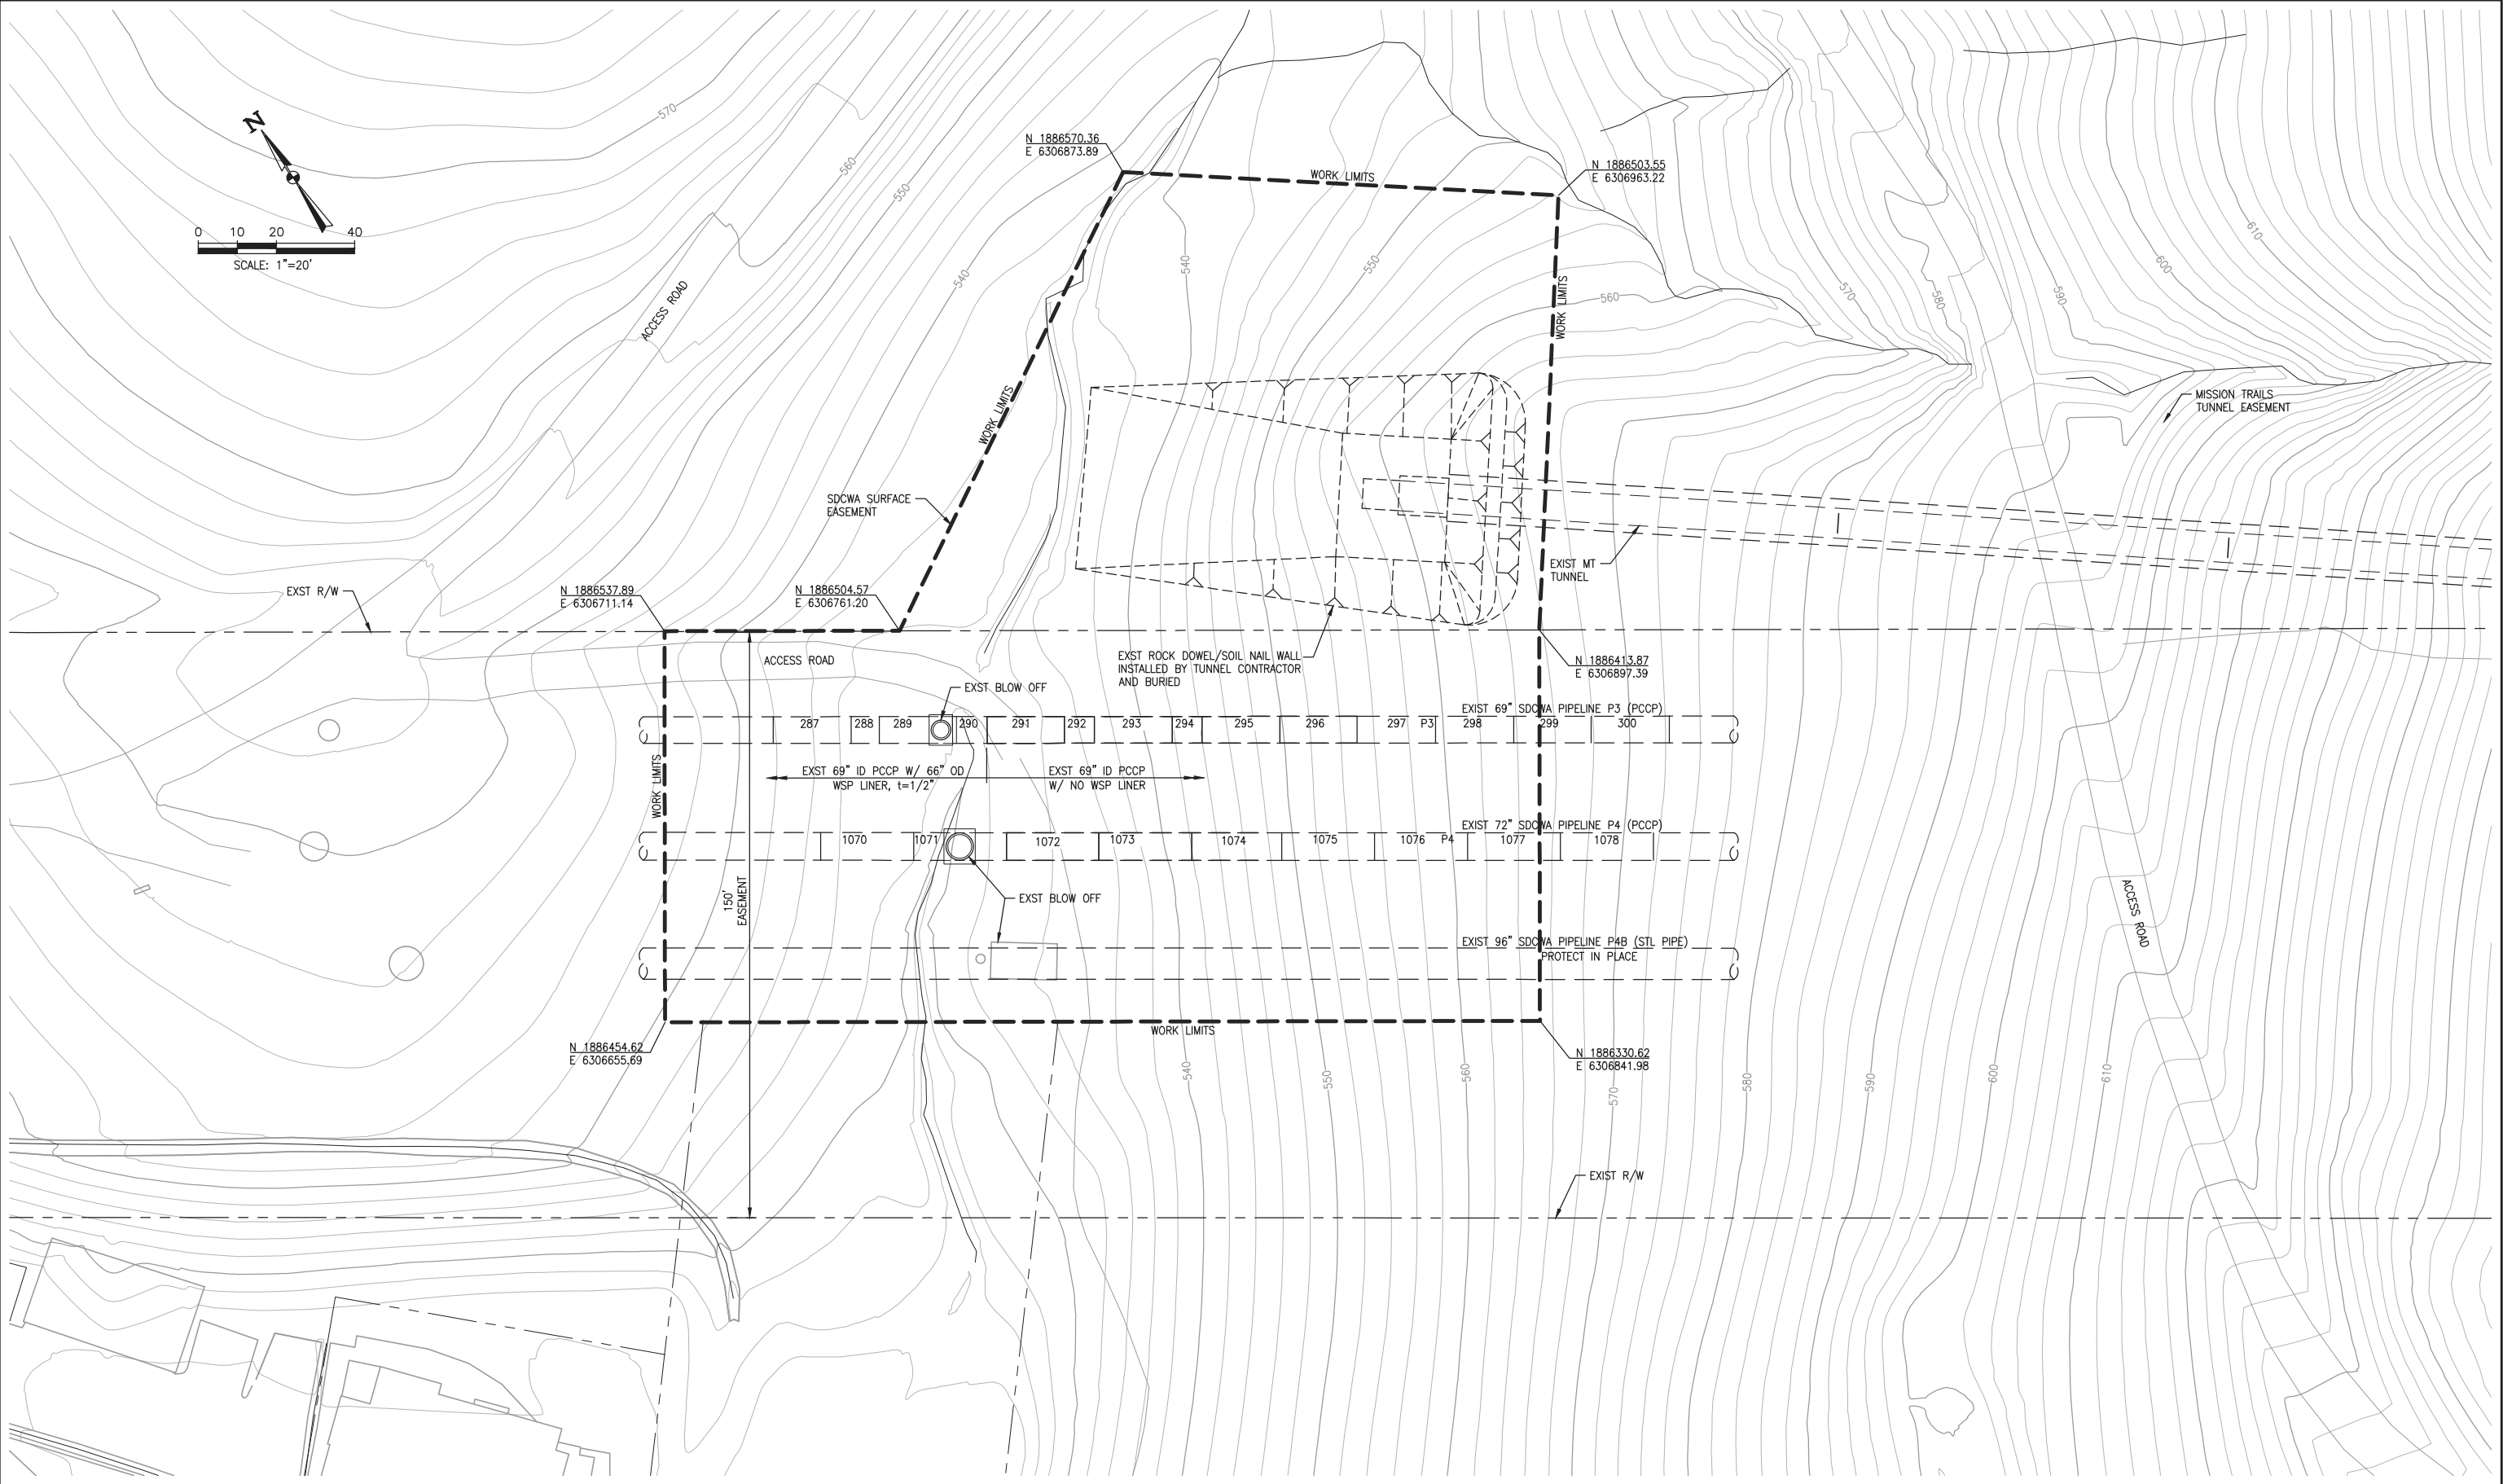 N
0 10 20 40
SCALE: 1"=20'
570
560
550
540
ACCESS ROAD
N 1886570.36
E 6306873.89
WORK LIMITS
N 1886503.55
E 6306963.22
WORK LIMITS
540
550
560
570
580
590
600
610
MISSION TRAILS
TUNNEL EASEMENT
WORK LIMITS
SDCWA SURFACE
EASEMENT
EXST R/W
N 1886537.89
E 6306711.14
N 1886504.57
E 6306761.20
EXIST MT
TUNNEL
ACCESS ROAD
EXST ROCK DOWEL/SOIL NAIL WALL
INSTALLED BY TUNNEL CONTRACTOR
AND BURIED
N 1886413.87
E 6306897.39
EXST BLOW OFF
EXIST 69" SDCWA PIPELINE P3 (PCCP)
287 288 289 290 291 292 293 294 295 296 297 P3 298 299 300
WORK LIMITS
EXST 69" ID PCCP W/ 66" OD
WSP LINER, t=1/2"
EXST 69" ID PCCP
W/ NO WSP LINER
EXIST 72" SDCWA PIPELINE P4 (PCCP)
1070 1071 1072 1073 1074 1075 1076 P4 1077 1078
150'
EASEMENT
EXST BLOW OFF
ACCESS ROAD
EXIST 96" SDCWA PIPELINE P4B (STL PIPE)
PROTECT IN PLACE
WORK LIMITS
N 1886454.62
E 6306655.69
N 1886330.62
E 6306841.98
540
550
560
570
580
590
600
610
EXIST R/W